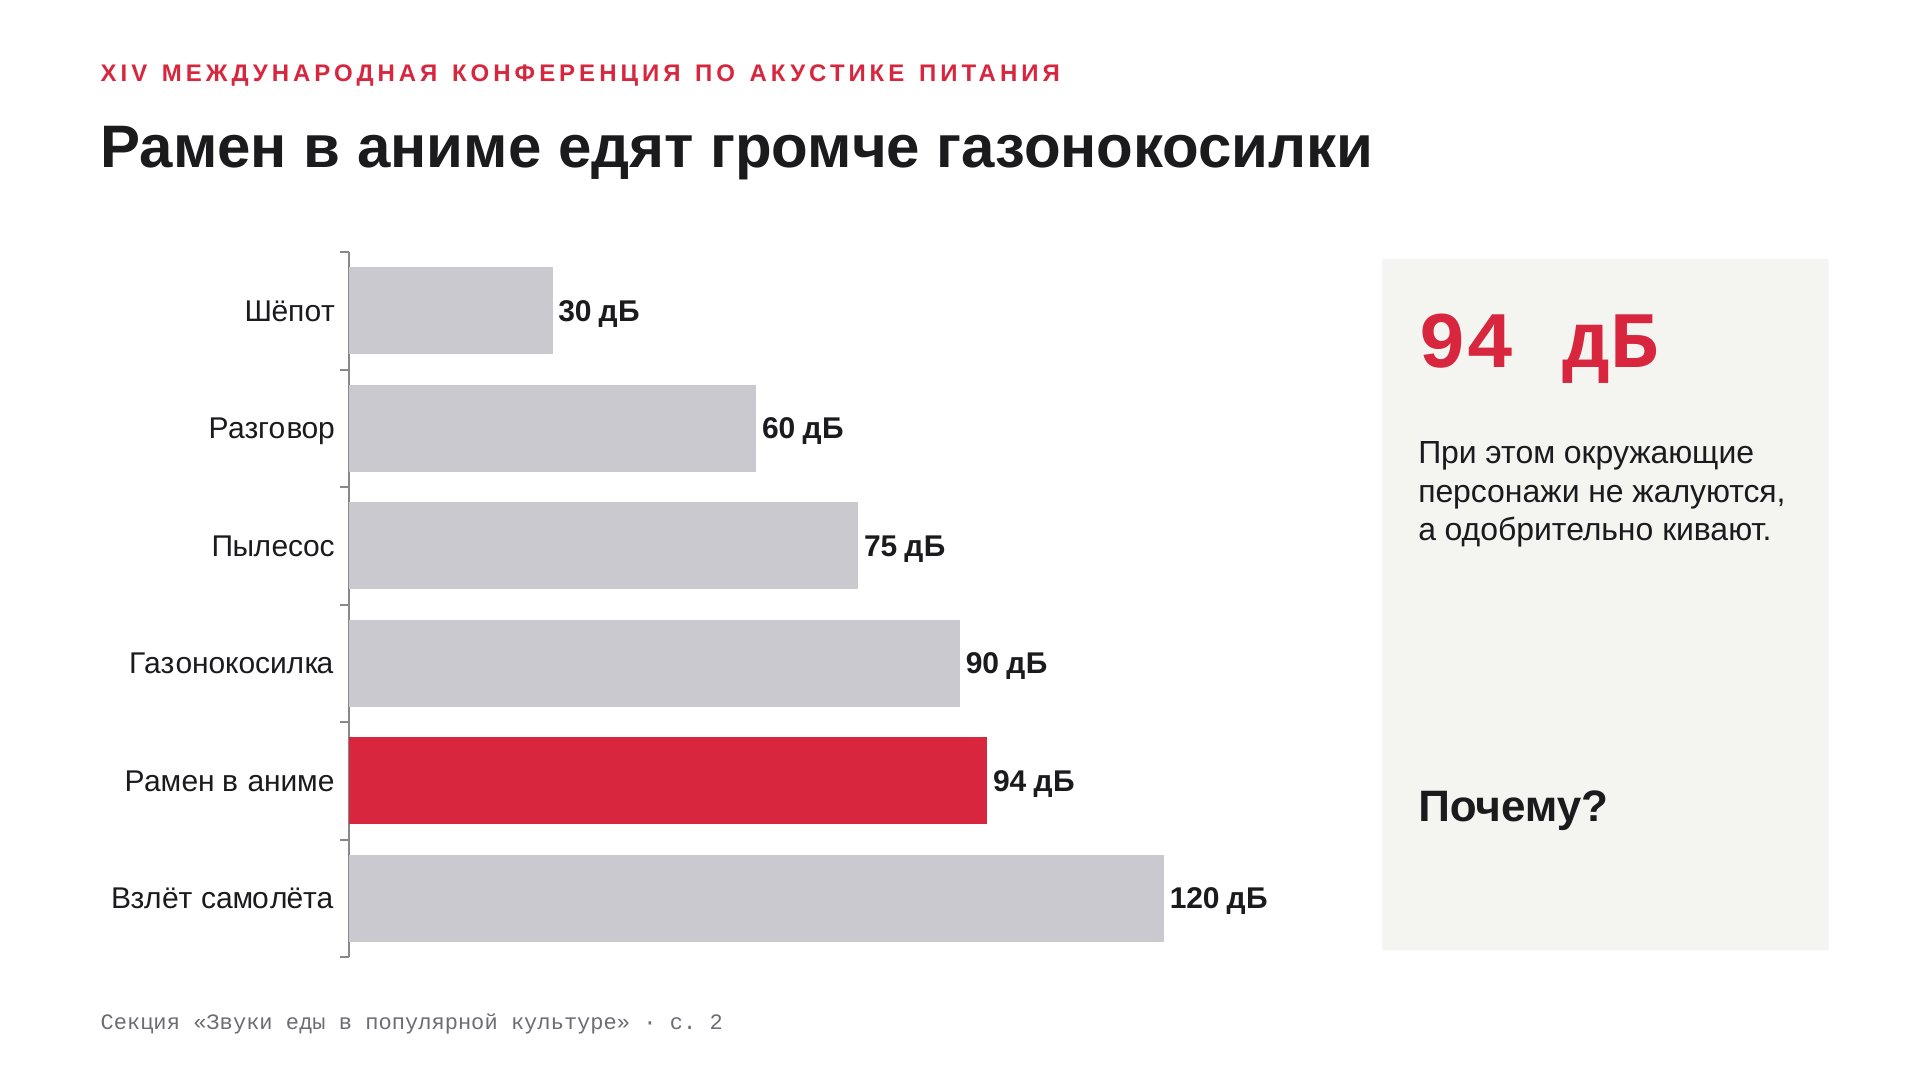 XIV МЕЖДУНАРОДНАЯ КОНФЕРЕНЦИЯ ПО АКУСТИКЕ ПИТАНИЯ
Рамен в аниме едят громче газонокосилки
Шёпот 30 дБ
Разговор 60 дБ
Пылесос 75 дБ
Газонокосилка 90 дБ
Рамен в аниме 94 дБ
Взлёт самолёта 120 дБ
94 дБ
При этом окружающие
персонажи не жалуются,
а одобрительно кивают.
Почему?
Секция «Звуки еды в популярной культуре» · с. 2